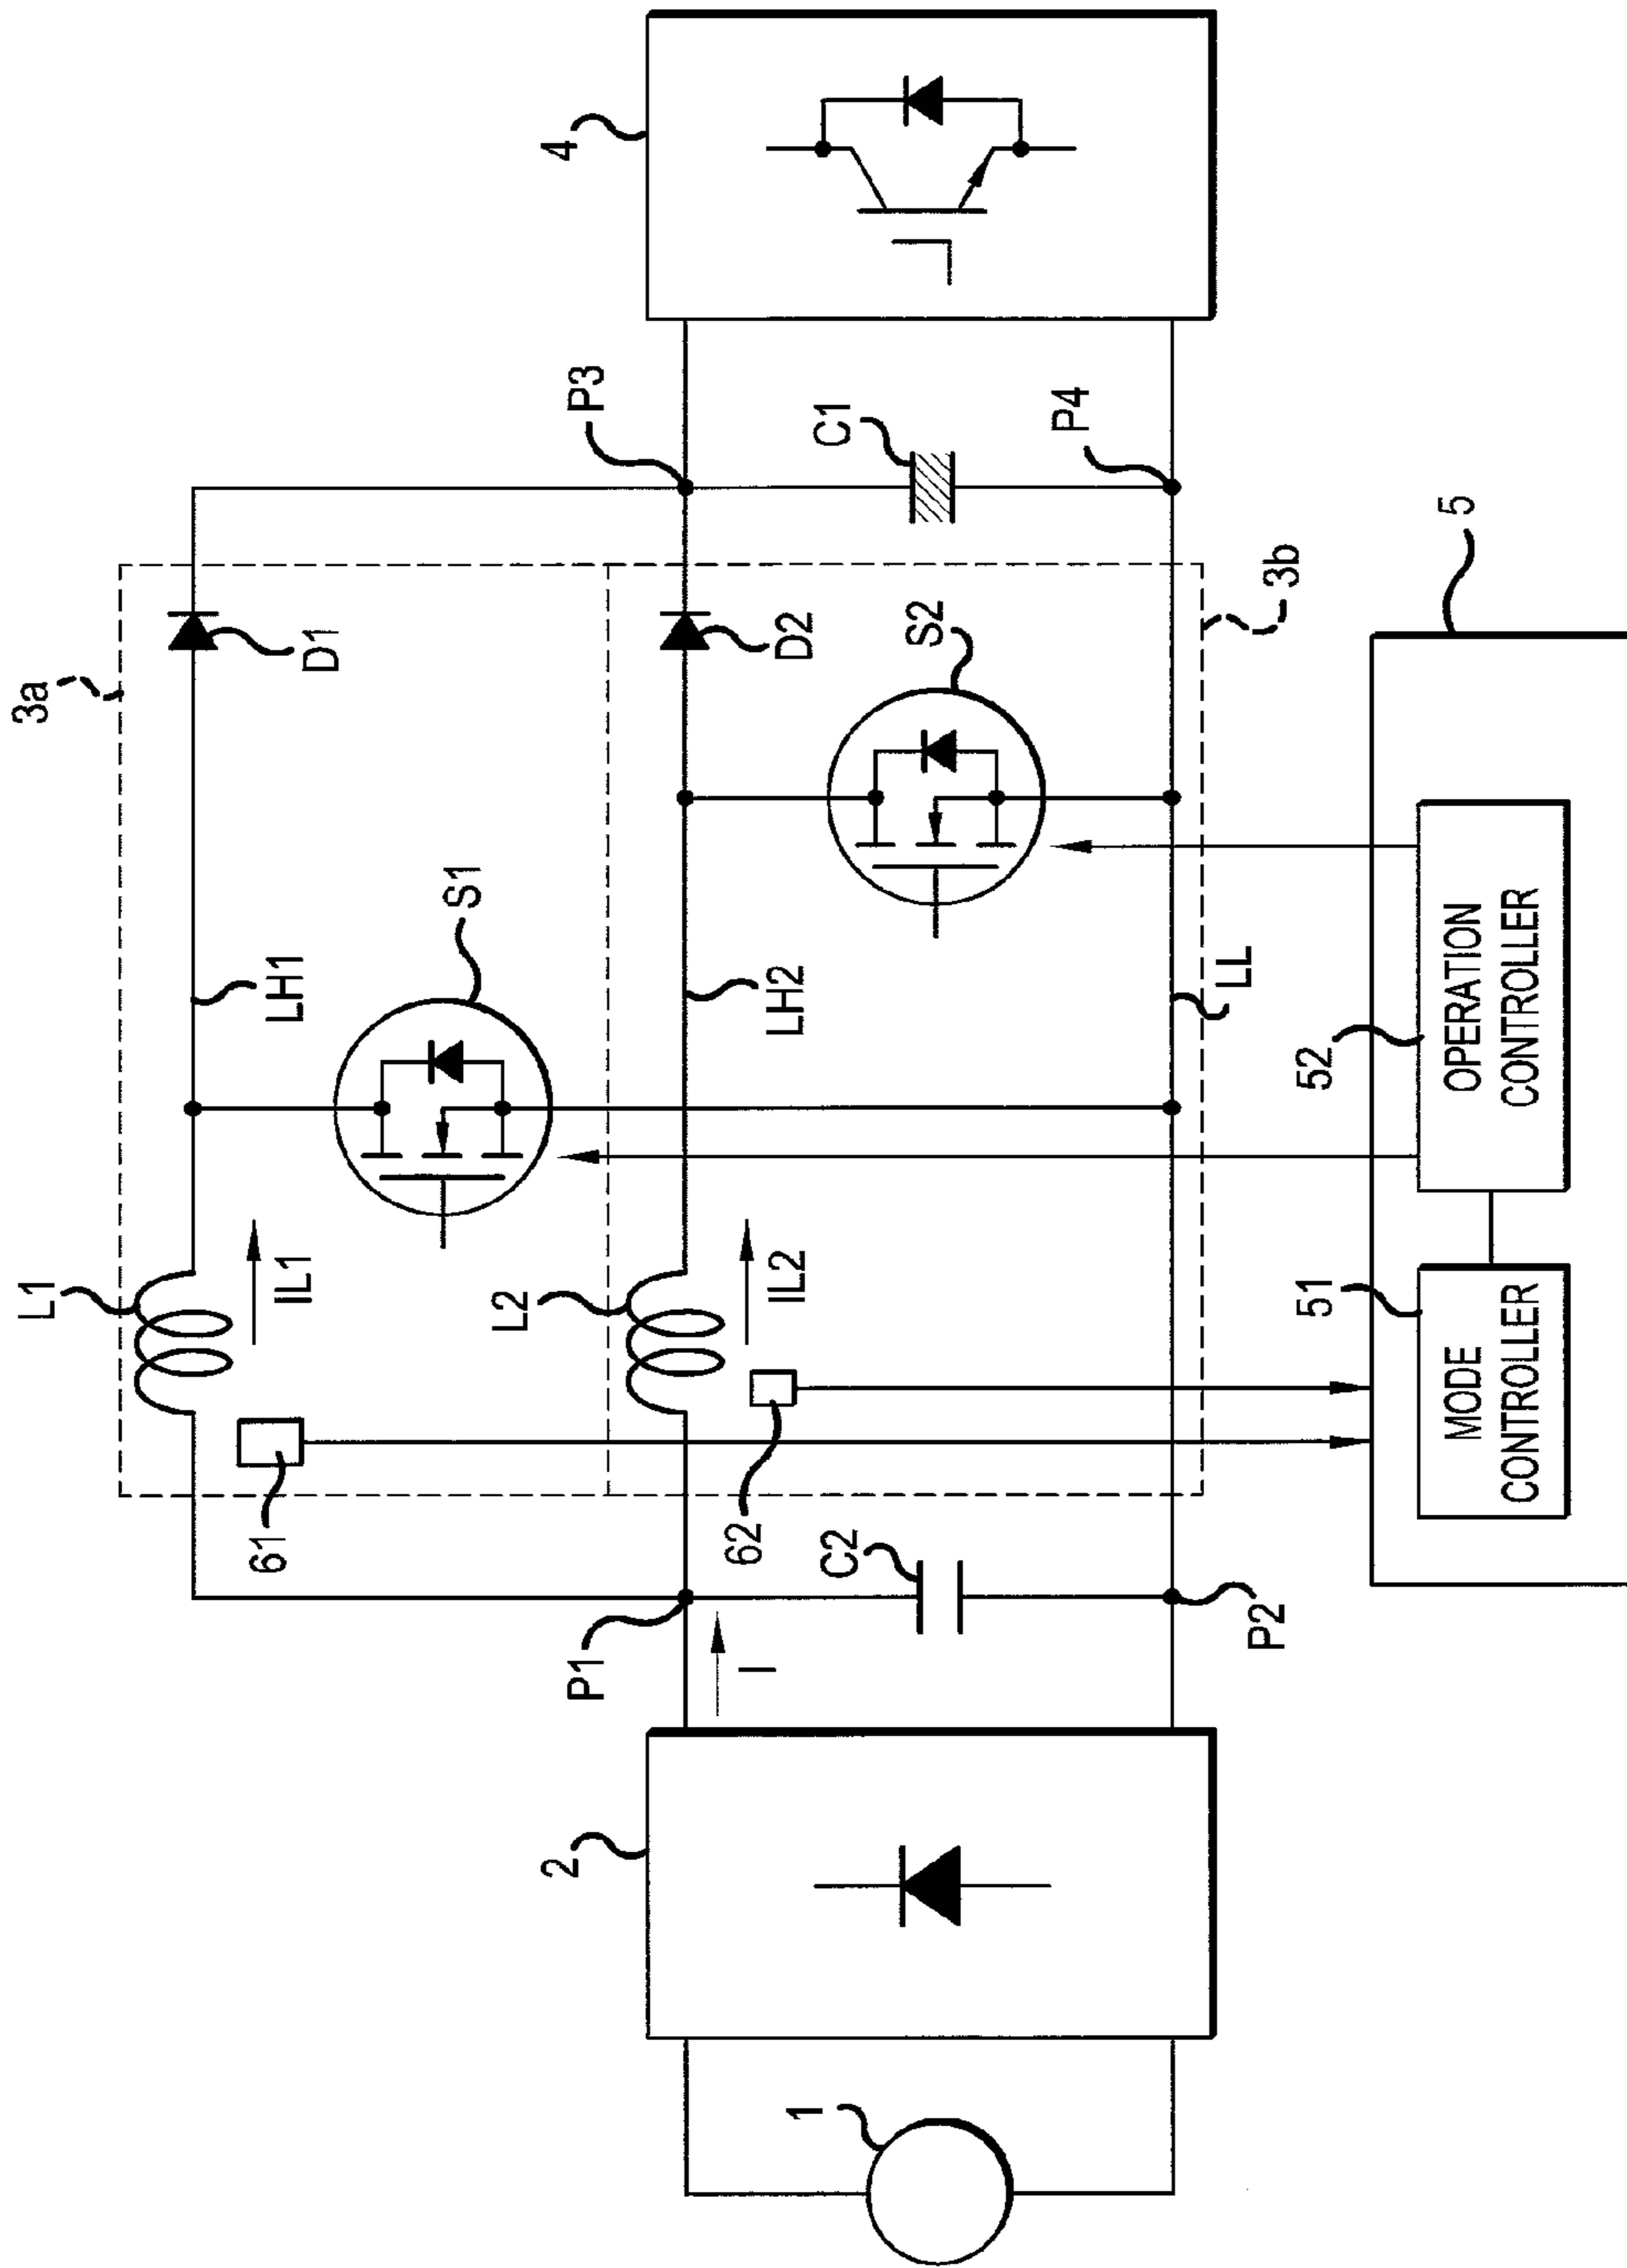 3a
L1
IL1
LH1
S1
D1
61
P1
I
L2
IL2
LH2
D2
S2
P3
4
62
C2
C1
2
1
P2
LL
3b
P4
5
51
MODE
CONTROLLER
52
OPERATION
CONTROLLER